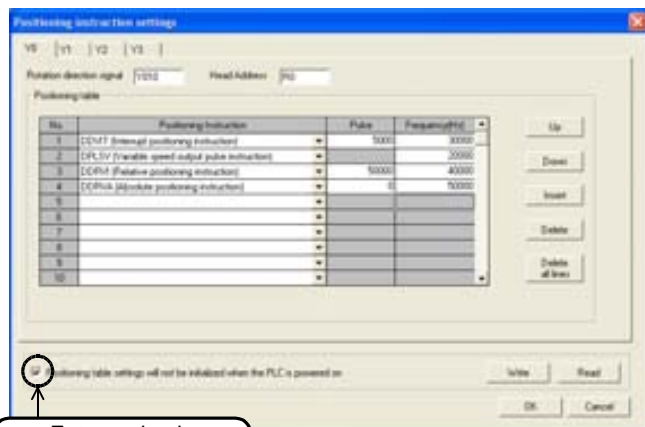 Positioning instruction settings
Y0 Y1 Y2 Y3
Rotation direction signal Y010 Head Address R0
Positioning table
No. Positioning Instruction Pulse Frequency[Hz]
1 DDVIT (Interrupt positioning instruction) 5000 30000
2 DPLSV (Variable speed output pulse instruction) 20000
3 DDRVI (Relative positioning instruction) 50000 40000
4 DDRVA (Absolute positioning instruction) 0 50000
5
6
7
8
9
10
Up
Down
Insert
Delete
Delete
all lines
Positioning table settings will not be initialized when the PLC is powered on
Write Read
OK Cancel